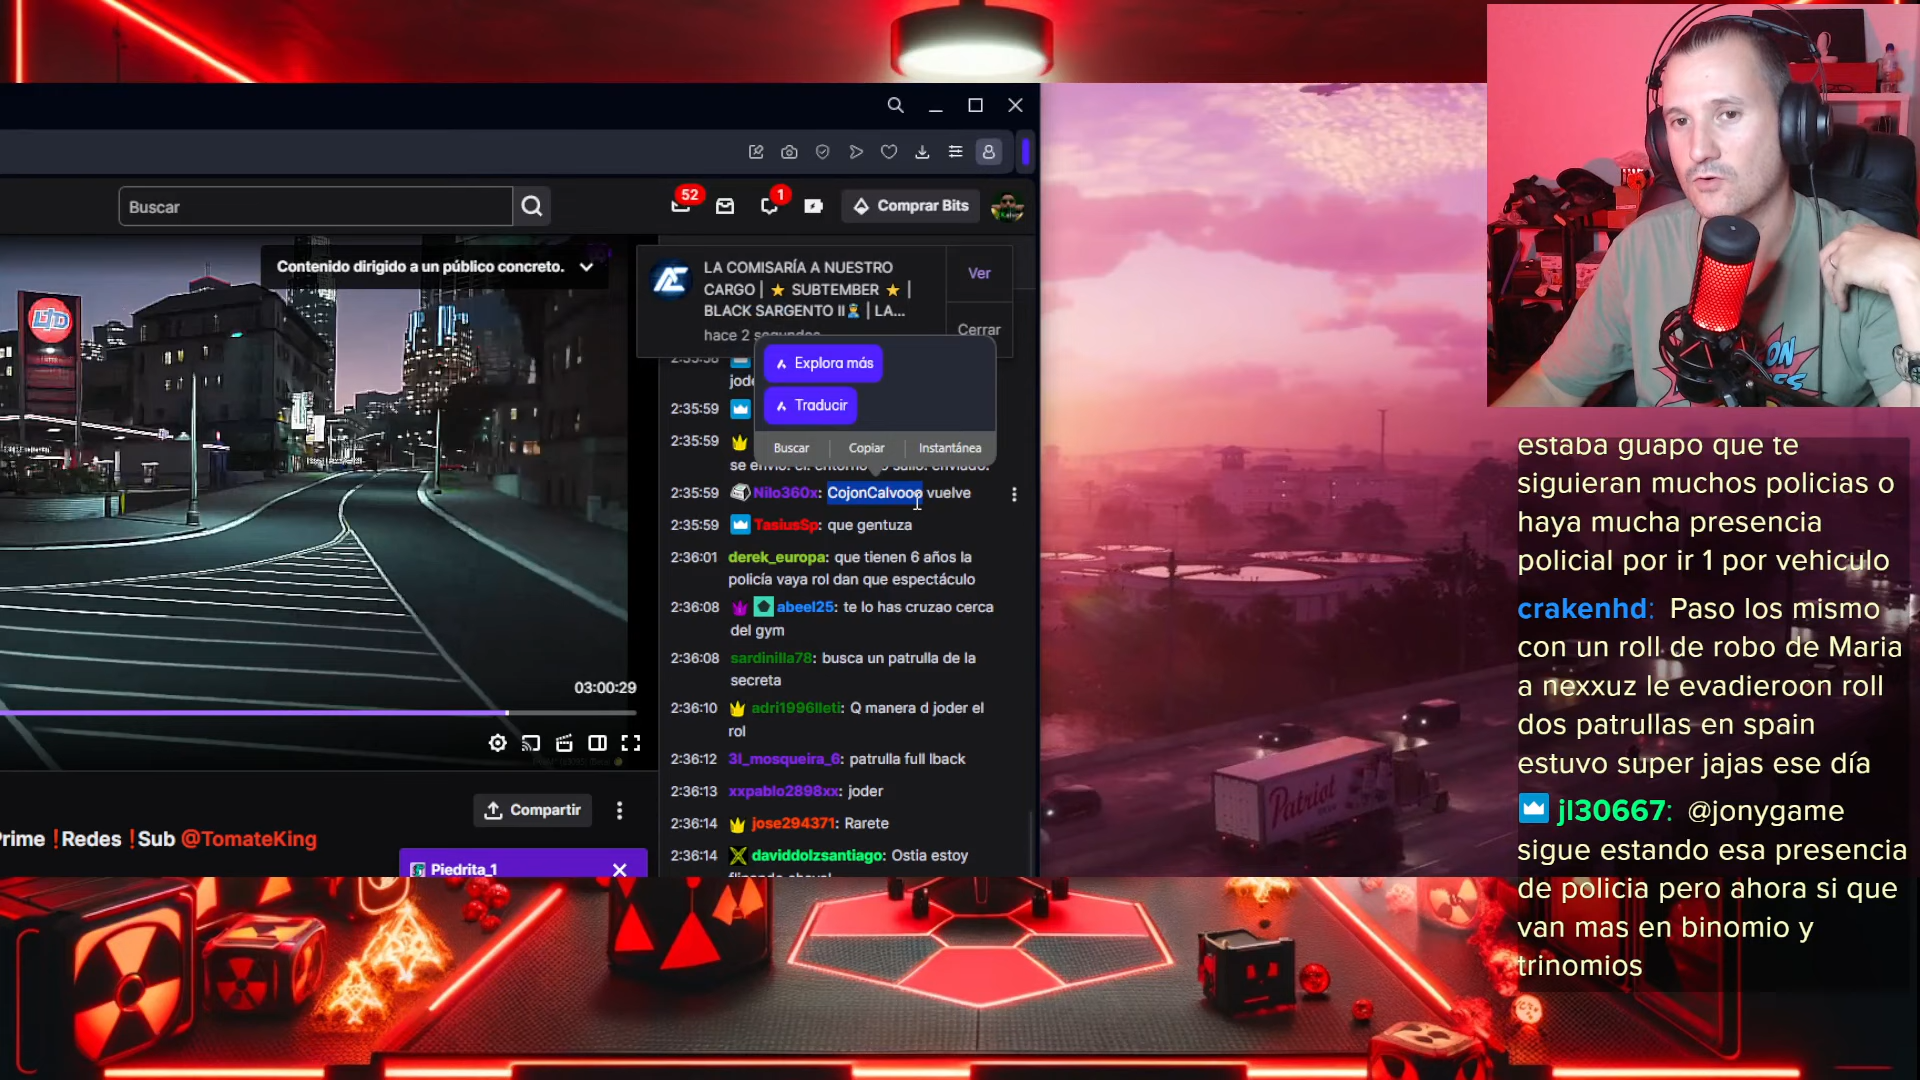 Buscar
52
1
Comprar Bits
Contenido dirigido a un público concreto.
LTD
LA COMISARÍA A NUESTRO
CARGO | ⭐ SUBTEMBER ⭐ |
BLACK SARGENTO II👮 | LA...
hace 2 segundos
Ver
Cerrar
Explora más
Traducir
Buscar
Copiar
Instantánea
2:35:58
2:35:59
2:35:59
2:35:59 Nilo360x: CojonCalvooo vuelve
2:35:59 TasiusSp: que gentuza
2:36:01 derek_europa: que tienen 6 años la
policía vaya rol dan que espectáculo
2:36:08 abeel25: te lo has cruzao cerca
del gym
2:36:08 sardinilla78: busca un patrulla de la
secreta
2:36:10 adri1996lleti: Q manera d joder el
rol
2:36:12 3l_mosqueira_6: patrulla full lback
2:36:13 xxpablo2898xx: joder
2:36:14 jose294371: Rarete
2:36:14 daviddolzsantiago: Ostia estoy
03:00:29
Compartir
Prime !Redes !Sub @TomateKing
Piedrita_1
Patriot
estaba guapo que te
siguieran muchos policias o
haya mucha presencia
policial por ir 1 por vehiculo
crakenhd: Paso los mismo
con un roll de robo de Maria
a nexxuz le evadieroon roll
dos patrullas en spain
estuvo super jajas ese día
jl30667: @jonygame
sigue estando esa presencia
de policia pero ahora si que
van mas en binomio y
trinomios